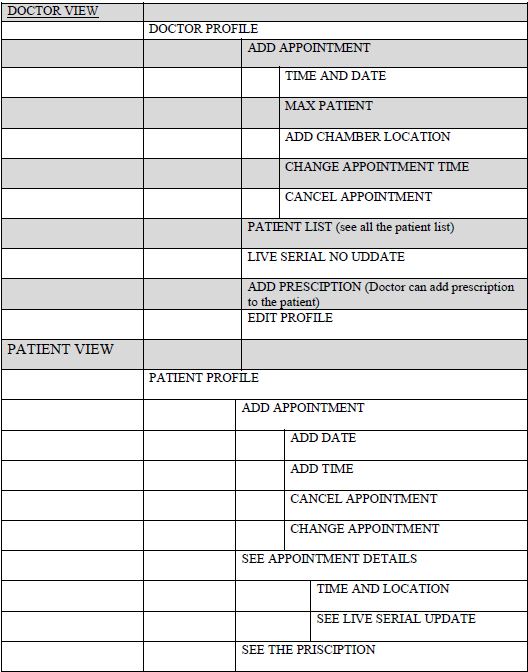 DOCTOR VIEW
DOCTOR PROFILE
ADD APPOINTMENT
TIME AND DATE
MAX PATIENT
ADD CHAMBER LOCATION
CHANGE APPOINTMENT TIME
CANCEL APPOINTMENT
PATIENT LIST (see all the patient list)
LIVE SERIAL NO UDDATE
ADD PRESCIPTION (Doctor can add prescription
to the patient)
EDIT PROFILE
PATIENT VIEW
PATIENT PROFILE
ADD APPOINTMENT
ADD DATE
ADD TIME
CANCEL APPOINTMENT
CHANGE APPOINTMENT
SEE APPOINTMENT DETAILS
TIME AND LOCATION
SEE LIVE SERIAL UPDATE
SEE THE PRISCIPTION